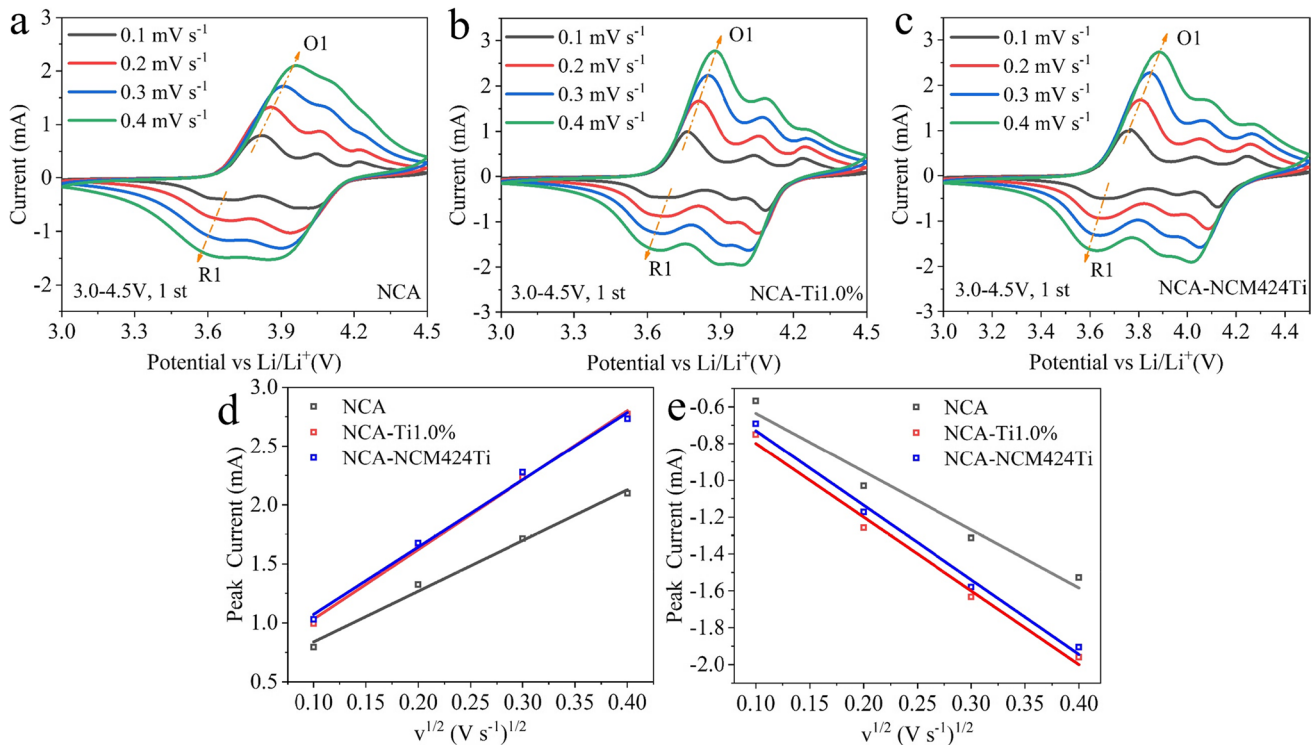 a
3
2
1
0
-1
-2
Current (mA)
0.1 mV s⁻¹
0.2 mV s⁻¹
0.3 mV s⁻¹
0.4 mV s⁻¹
O1
R1
3.0-4.5V, 1 st
NCA
3.0 3.3 3.6 3.9 4.2 4.5
Potential vs Li/Li⁺(V)
b
3
2
1
0
-1
-2
-3
Current (mA)
0.1 mV s⁻¹
0.2 mV s⁻¹
0.3 mV s⁻¹
0.4 mV s⁻¹
O1
R1
3.0-4.5V, 1 st
NCA-Ti1.0%
3.0 3.3 3.6 3.9 4.2 4.5
Potential vs Li/Li⁺(V)
c
3
2
1
0
-1
-2
-3
Current (mA)
0.1 mV s⁻¹
0.2 mV s⁻¹
0.3 mV s⁻¹
0.4 mV s⁻¹
O1
R1
3.0-4.5V, 1 st
NCA-NCM424Ti
3.0 3.2 3.4 3.6 3.8 4.0 4.2 4.4
Potential vs Li/Li⁺(V)
d
3.0
2.5
2.0
1.5
1.0
0.5
Peak Current (mA)
NCA
NCA-Ti1.0%
NCA-NCM424Ti
0.10 0.15 0.20 0.25 0.30 0.35 0.40
v^1/2 (V s⁻¹)^1/2
e
-0.6
-0.8
-1.0
-1.2
-1.4
-1.6
-1.8
-2.0
Peak Current (mA)
NCA
NCA-Ti1.0%
NCA-NCM424Ti
0.10 0.15 0.20 0.25 0.30 0.35 0.40
v^1/2 (V s⁻¹)^1/2